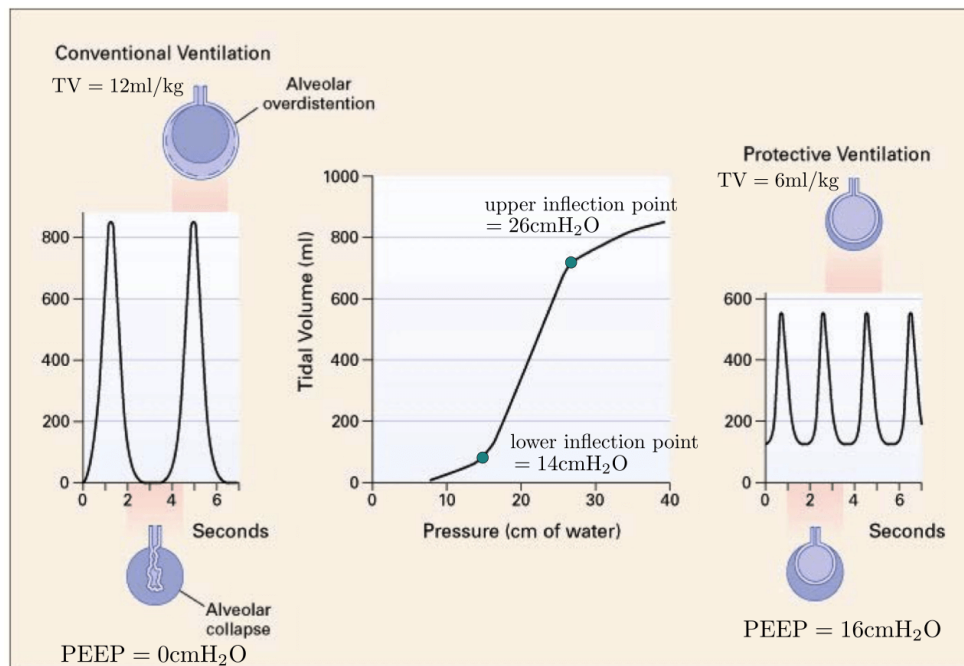 Conventional Ventilation
TV = 12ml/kg
Alveolar
overdistention
800
600
400
200
0
0 2 4 6
Seconds
Alveolar
collapse
PEEP = 0cmH₂O
Tidal Volume (ml)
1000
800
600
400
200
0
upper inflection point
= 26cmH₂O
lower inflection point
= 14cmH₂O
0 10 20 30 40
Pressure (cm of water)
Protective Ventilation
TV = 6ml/kg
600
400
200
0
0 2 4 6
Seconds
PEEP = 16cmH₂O